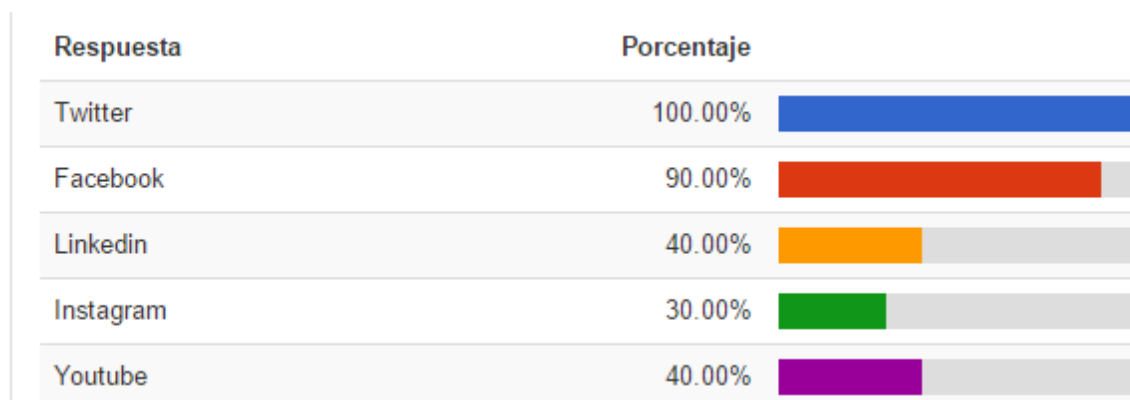 Respuesta Porcentaje
Twitter 100.00%
Facebook 90.00%
Linkedin 40.00%
Instagram 30.00%
Youtube 40.00%